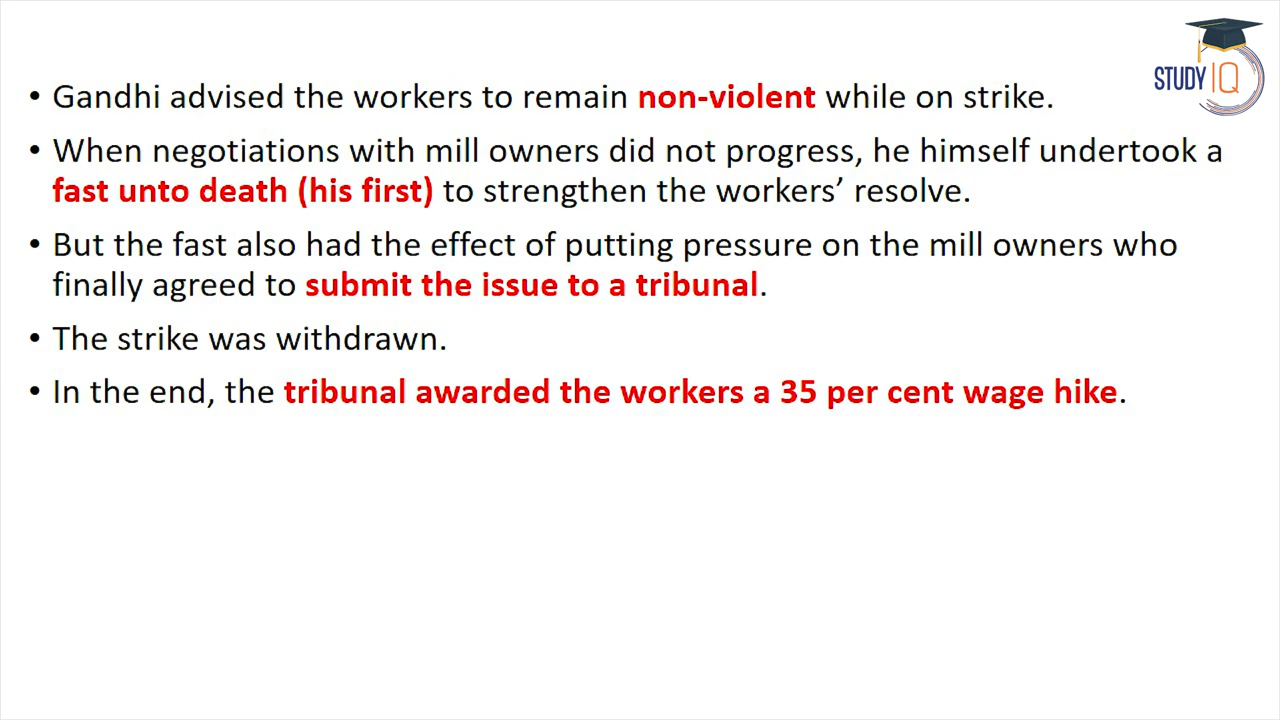 STUDY IQ
• Gandhi advised the workers to remain non-violent while on strike.
• When negotiations with mill owners did not progress, he himself undertook a
fast unto death (his first) to strengthen the workers’ resolve.
• But the fast also had the effect of putting pressure on the mill owners who
finally agreed to submit the issue to a tribunal.
• The strike was withdrawn.
• In the end, the tribunal awarded the workers a 35 per cent wage hike.